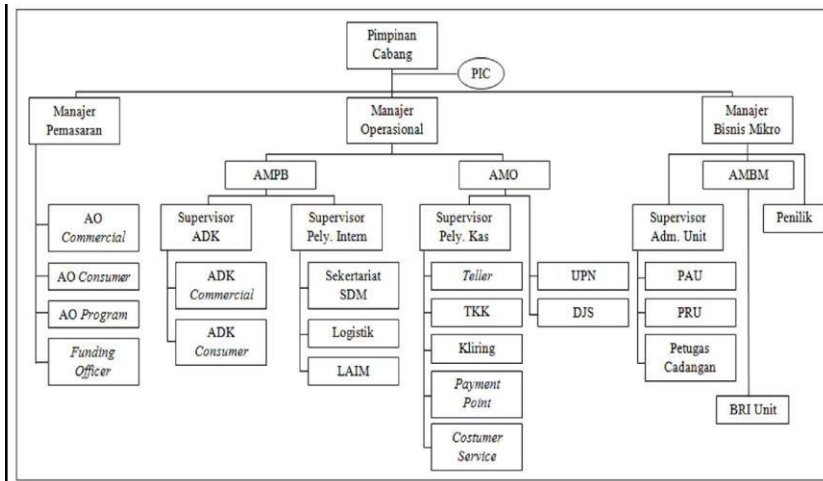 Pimpinan
Cabang
PIC
Manajer
Pemasaran
Manajer
Operasional
Manajer
Bisnis Mikro
AMPB
AMO
AMBM
AO
Commercial
Supervisor
ADK
Supervisor
Pely. Intern
Supervisor
Pely. Kas
Supervisor
Adm. Unit
Penilik
AO Consumer
ADK
Commercial
Sekertariat
SDM
Teller
UPN
PAU
AO Program
TKK
DJS
PRU
ADK
Consumer
Logistik
Kliring
Petugas
Cadangan
Funding
Officer
LAIM
Payment
Point
BRI Unit
Costumer
Service